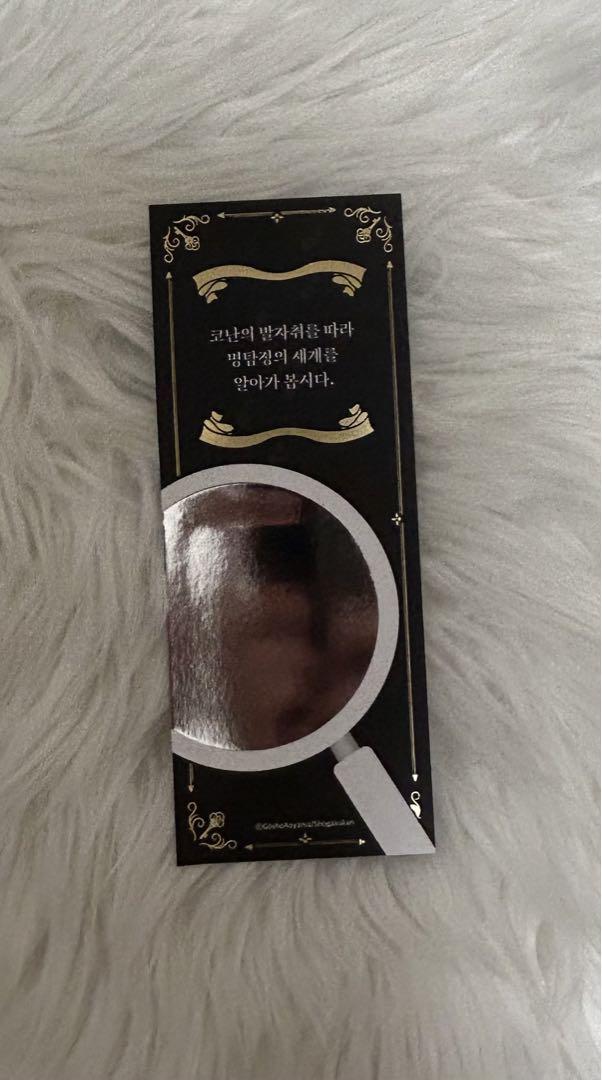 코난의 발자취를 따라
명탐정의 세계를
알아가 봅시다.
©GoshoAoyama/Shogakukan